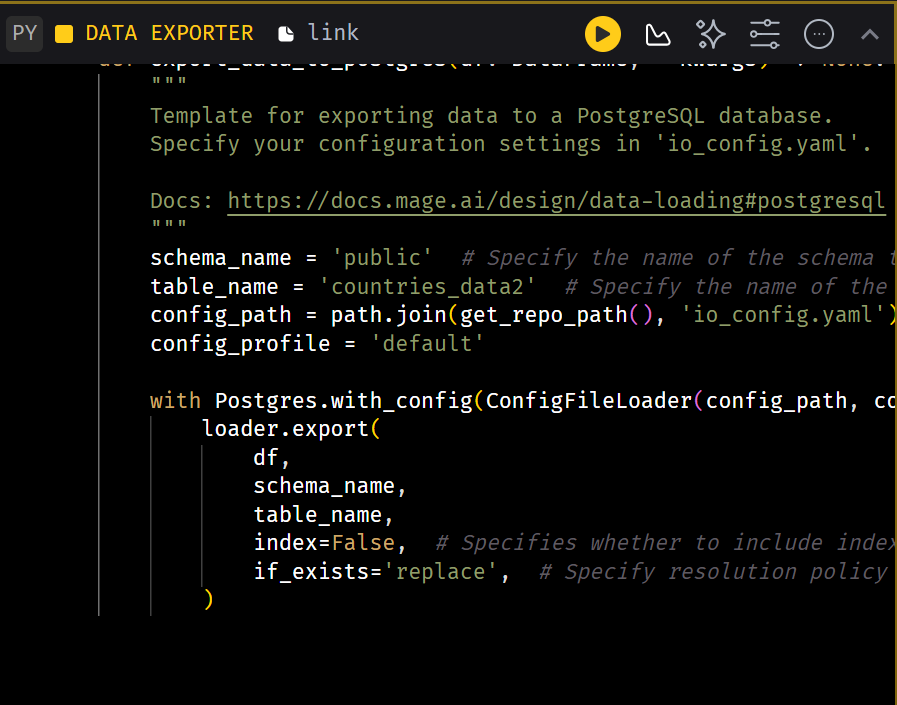 PY DATA EXPORTER link
def export_data_to_postgres(df: DataFrame, **kwargs) -> None:
"""
Template for exporting data to a PostgreSQL database.
Specify your configuration settings in 'io_config.yaml'.
Docs: https://docs.mage.ai/design/data-loading#postgresql
"""
schema_name = 'public'  # Specify the name of the schema t
table_name = 'countries_data2'  # Specify the name of the
config_path = path.join(get_repo_path(), 'io_config.yaml')
config_profile = 'default'
with Postgres.with_config(ConfigFileLoader(config_path, co
loader.export(
df,
schema_name,
table_name,
index=False,  # Specifies whether to include index
if_exists='replace',  # Specify resolution policy
)